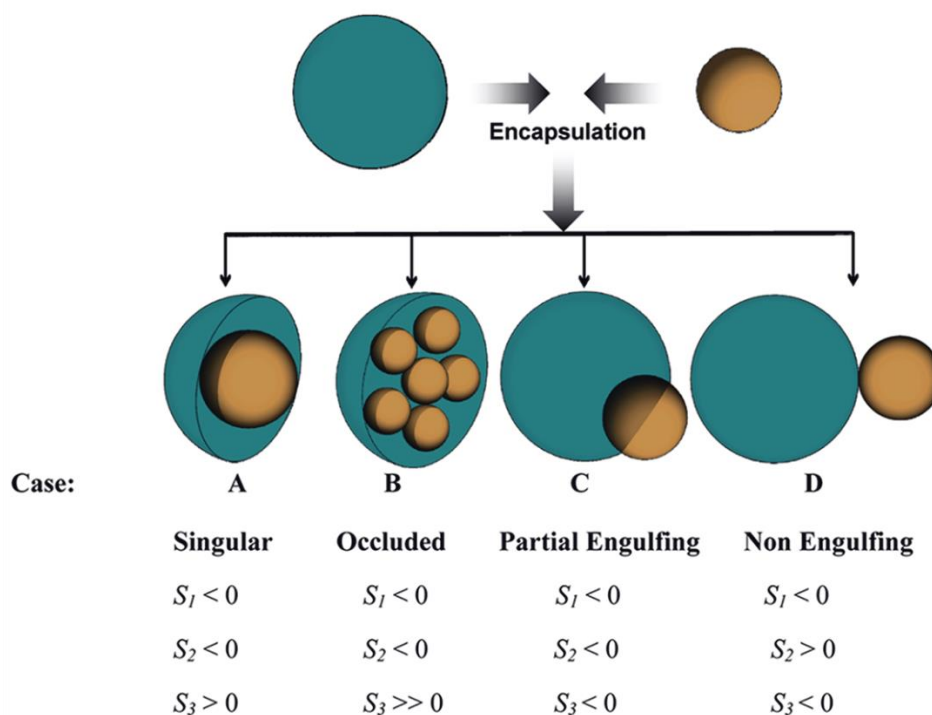 Encapsulation
Case: A B C D
Singular Occluded Partial Engulfing Non Engulfing
S₁ < 0 S₁ < 0 S₁ < 0 S₁ < 0
S₂ < 0 S₂ < 0 S₂ < 0 S₂ > 0
S₃ > 0 S₃ >> 0 S₃ < 0 S₃ < 0